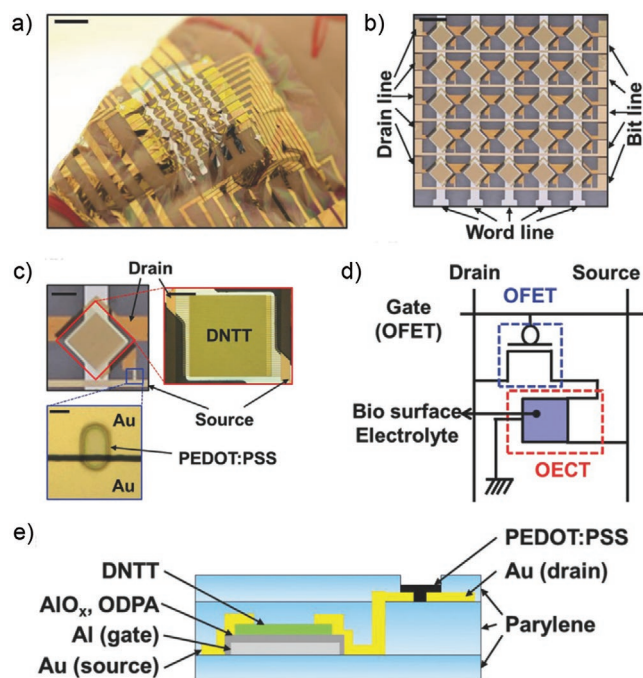 a)
b)
Drain line
Bit line
Word line
c)
Drain
DNTT
Source
Au
PEDOT:PSS
Au
d)
Drain
Source
Gate
(OFET)
OFET
Bio surface
Electrolyte
OECT
e)
DNTT
AlOx, ODPA
Al (gate)
Au (source)
PEDOT:PSS
Au (drain)
Parylene